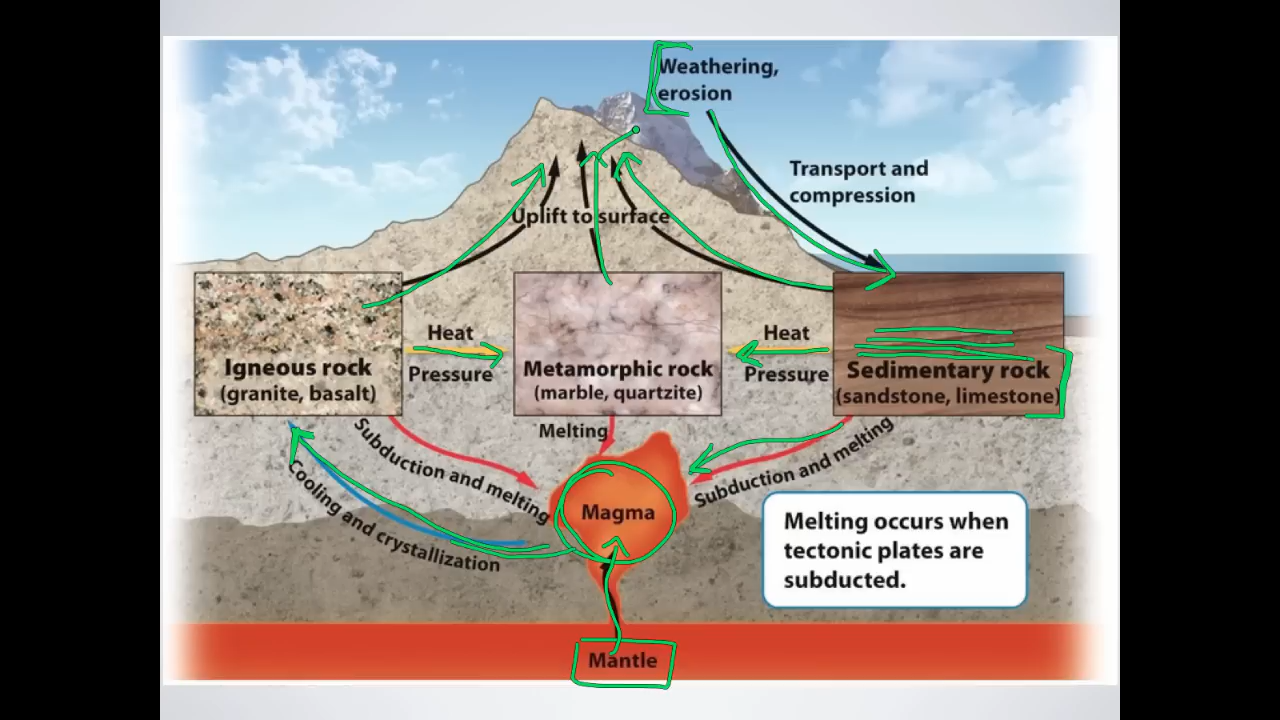 Weathering,
erosion
Transport and
compression
Uplift to surface
Heat
Pressure
Heat
Pressure
Igneous rock
(granite, basalt)
Metamorphic rock
(marble, quartzite)
Sedimentary rock
(sandstone, limestone)
Subduction and melting
Melting
Subduction and melting
Cooling and crystallization
Magma
Melting occurs when
tectonic plates are
subducted.
Mantle